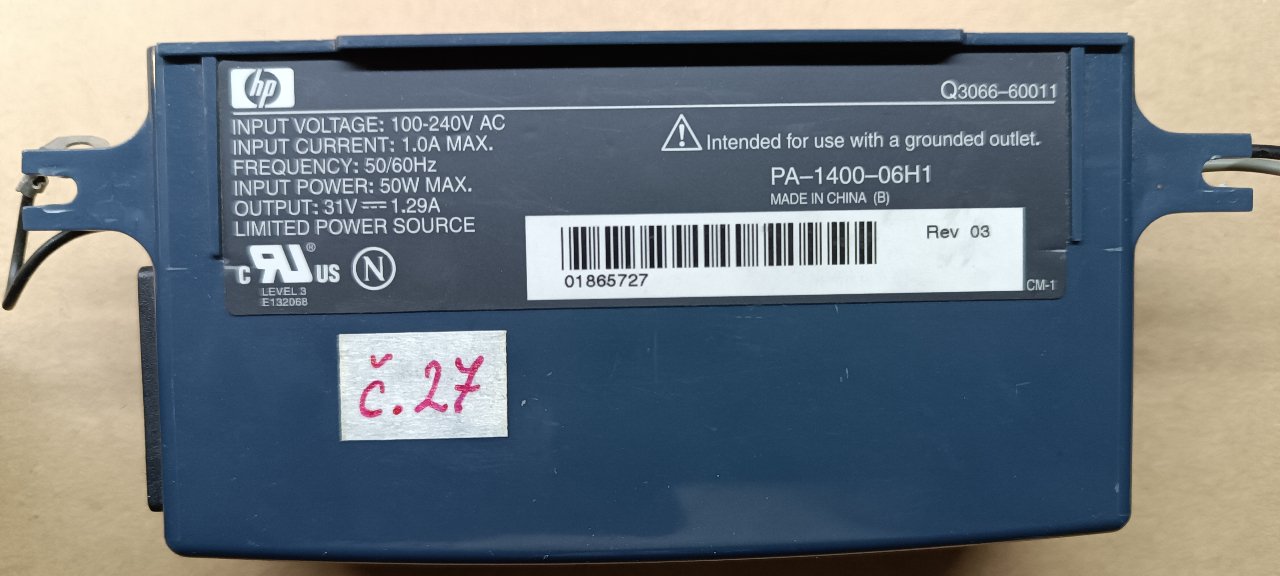 hp
Q3066-60011
INPUT VOLTAGE: 100-240V AC
INPUT CURRENT: 1.0A MAX.
FREQUENCY: 50/60Hz
INPUT POWER: 50W MAX.
OUTPUT: 31V ⎓ 1.29A
LIMITED POWER SOURCE
Intended for use with a grounded outlet.
PA-1400-06H1
MADE IN CHINA (B)
c RU ® US N
LEVEL 3
E132068
Rev 03
01865727
CM-1
č. 27